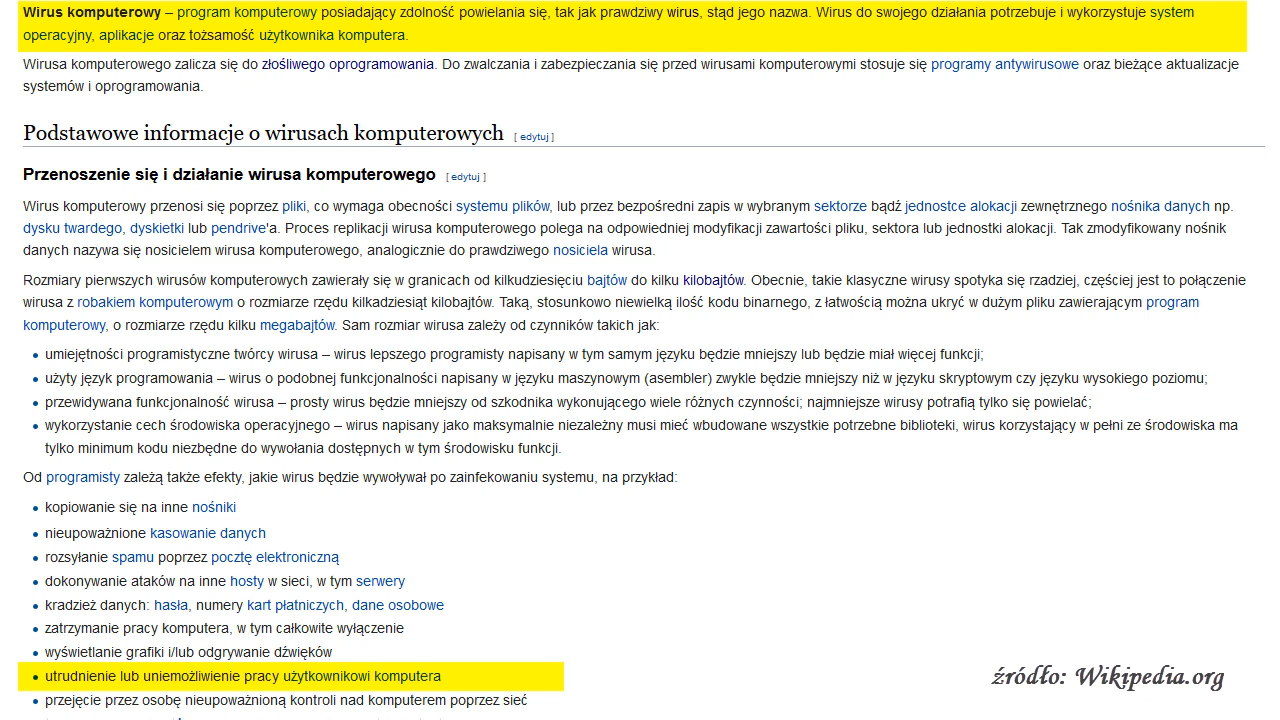 Wirus komputerowy – program komputerowy posiadający zdolność powielania się, tak jak prawdziwy wirus, stąd jego nazwa. Wirus do swojego działania potrzebuje i wykorzystuje system
operacyjny, aplikacje oraz tożsamość użytkownika komputera.
Wirusa komputerowego zalicza się do złośliwego oprogramowania. Do zwalczania i zabezpieczania się przed wirusami komputerowymi stosuje się programy antywirusowe oraz bieżące aktualizacje
systemów i oprogramowania.
Podstawowe informacje o wirusach komputerowych [ edytuj ]
Przenoszenie się i działanie wirusa komputerowego [ edytuj ]
Wirus komputerowy przenosi się poprzez pliki, co wymaga obecności systemu plików, lub przez bezpośredni zapis w wybranym sektorze bądź jednostce alokacji zewnętrznego nośnika danych np.
dysku twardego, dyskietki lub pendrive'a. Proces replikacji wirusa komputerowego polega na odpowiedniej modyfikacji zawartości pliku, sektora lub jednostki alokacji. Tak zmodyfikowany nośnik
danych nazywa się nosicielem wirusa komputerowego, analogicznie do prawdziwego nosiciela wirusa.
Rozmiary pierwszych wirusów komputerowych zawierały się w granicach od kilkudziesięciu bajtów do kilku kilobajtów. Obecnie, takie klasyczne wirusy spotyka się rzadziej, częściej jest to połączenie
wirusa z robakiem komputerowym o rozmiarze rzędu kilkadziesiąt kilobajtów. Taką, stosunkowo niewielką ilość kodu binarnego, z łatwością można ukryć w dużym pliku zawierającym program
komputerowy, o rozmiarze rzędu kilku megabajtów. Sam rozmiar wirusa zależy od czynników takich jak:
• umiejętności programistyczne twórcy wirusa – wirus lepszego programisty napisany w tym samym języku będzie mniejszy lub będzie miał więcej funkcji;
• użyty język programowania – wirus o podobnej funkcjonalności napisany w języku maszynowym (asembler) zwykle będzie mniejszy niż w języku skryptowym czy języku wysokiego poziomu;
• przewidywana funkcjonalność wirusa – prosty wirus będzie mniejszy od szkodnika wykonującego wiele różnych czynności; najmniejsze wirusy potrafią tylko się powielać;
• wykorzystanie cech środowiska operacyjnego – wirus napisany jako maksymalnie niezależny musi mieć wbudowane wszystkie potrzebne biblioteki, wirus korzystający w pełni ze środowiska ma
tylko minimum kodu niezbędne do wywołania dostępnych w tym środowisku funkcji.
Od programisty zależą także efekty, jakie wirus będzie wywoływał po zainfekowaniu systemu, na przykład:
• kopiowanie się na inne nośniki
• nieupoważnione kasowanie danych
• rozsyłanie spamu poprzez pocztę elektroniczną
• dokonywanie ataków na inne hosty w sieci, w tym serwery
• kradzież danych: hasła, numery kart płatniczych, dane osobowe
• zatrzymanie pracy komputera, w tym całkowite wyłączenie
• wyświetlanie grafiki i/lub odgrywanie dźwięków
• utrudnienie lub uniemożliwienie pracy użytkownikowi komputera
• przejęcie przez osobę nieupoważnioną kontroli nad komputerem poprzez sieć
źródło: Wikipedia.org